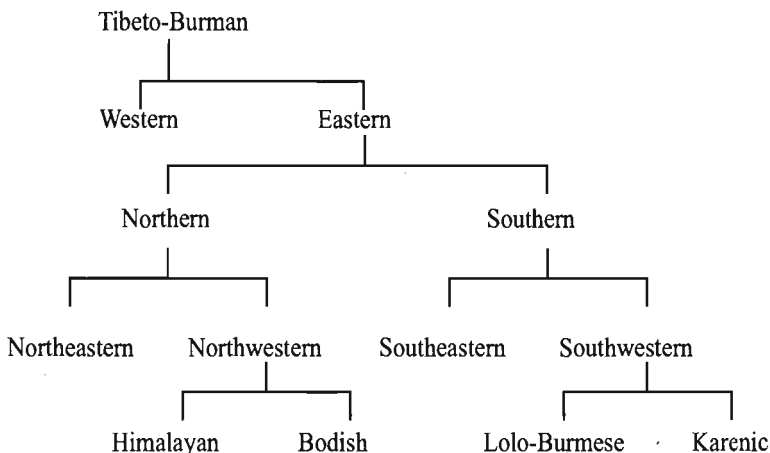 Tibeto-Burman
Western Eastern
Northern Southern
Northeastern Northwestern Southeastern Southwestern
Himalayan Bodish Lolo-Burmese Karenic